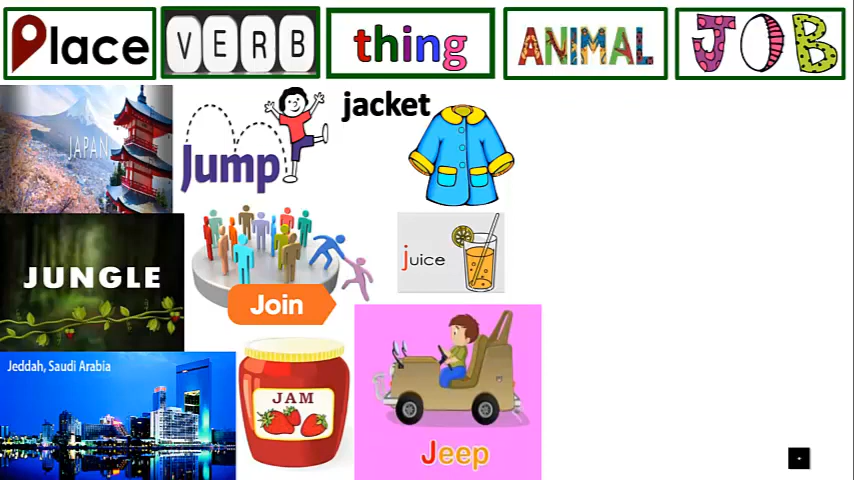 Place VERB thing ANIMAL JOB
JAPAN
Jump
jacket
JUNGLE
Join
juice
Jeddah, Saudi Arabia
JAM
Jeep